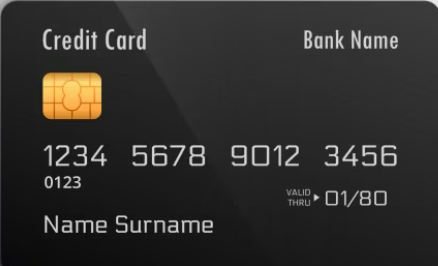 Credit Card Bank Name
1234 5678 9012 3456
0123
VALID THRU 01/80
Name Surname